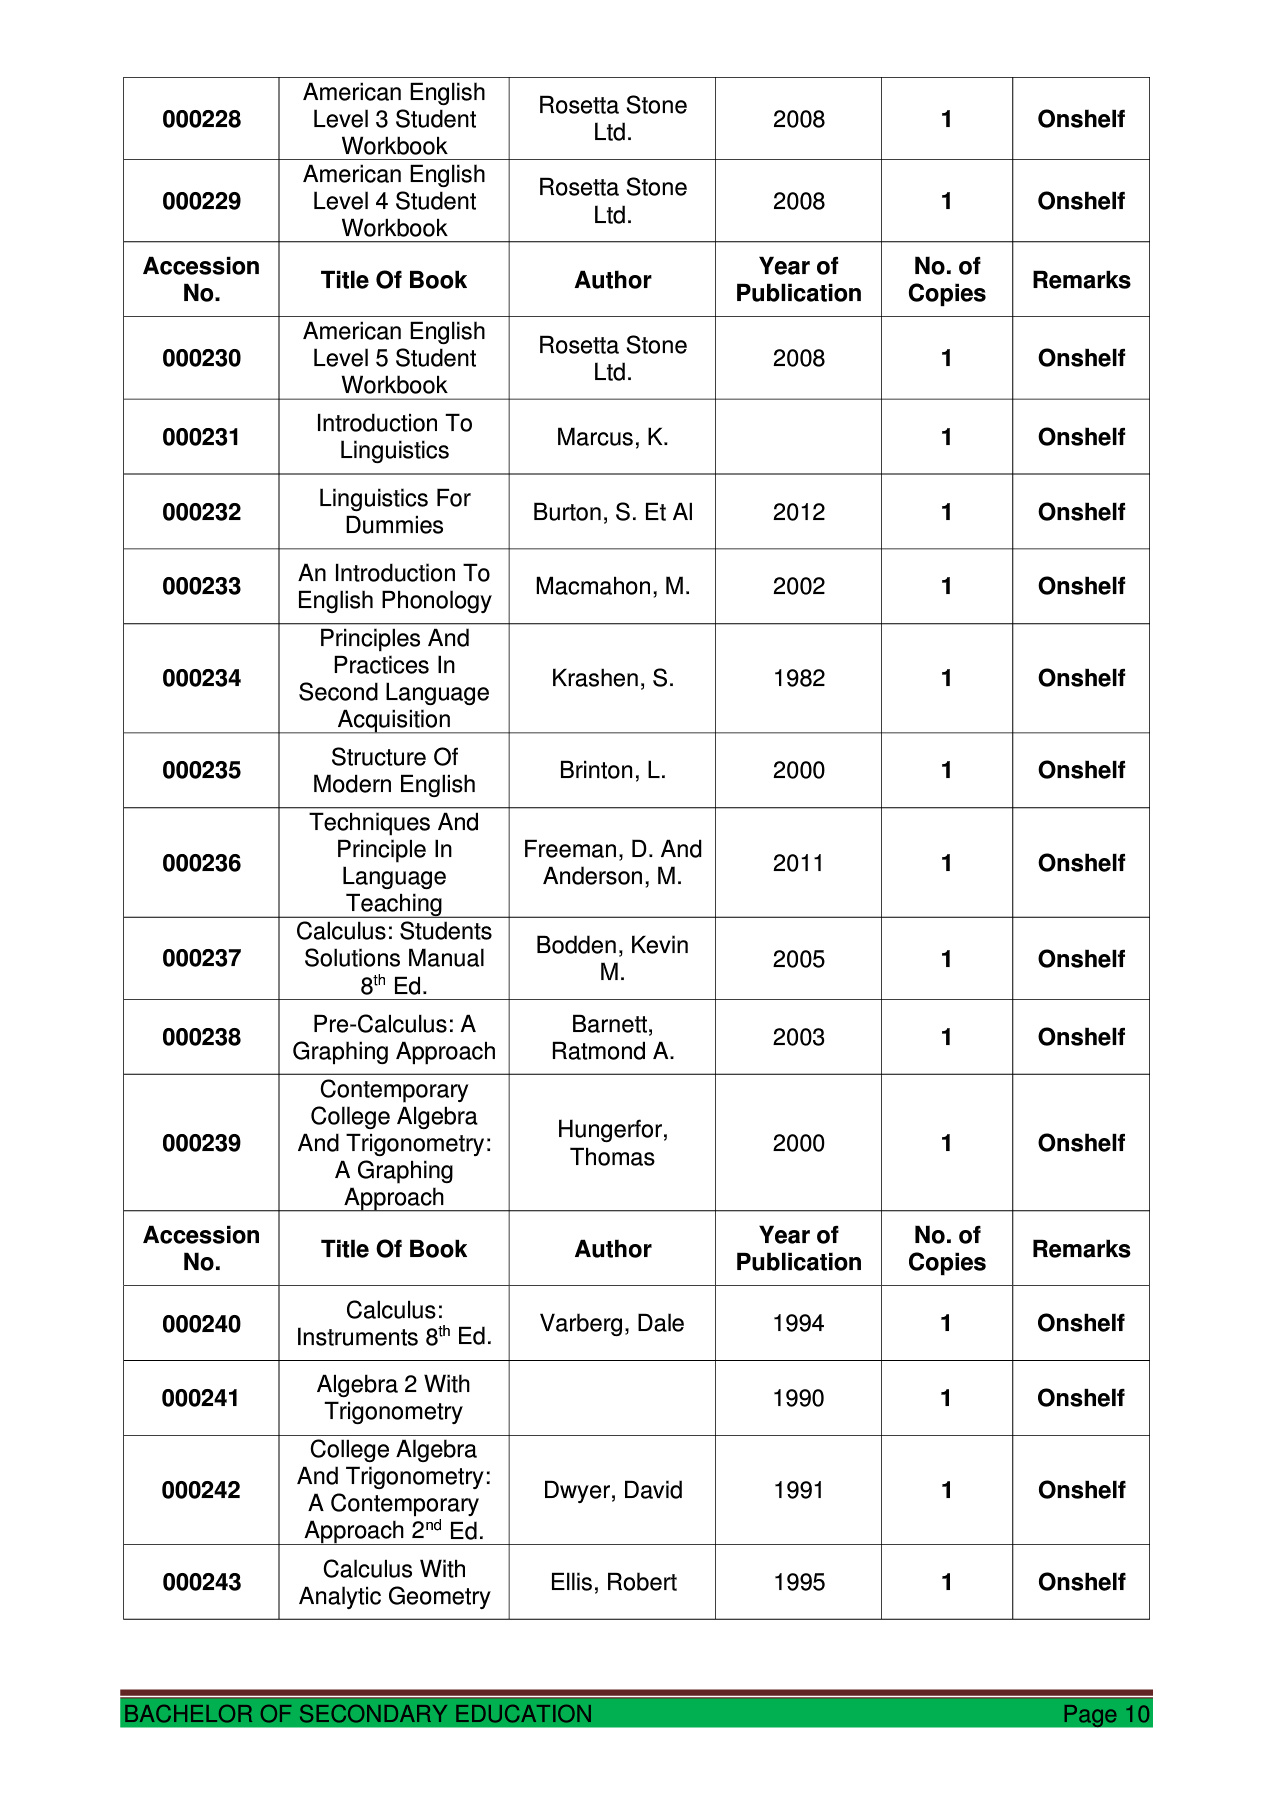 000228 American English Level 3 Student Workbook Rosetta Stone Ltd. 2008 1 Onshelf
000229 American English Level 4 Student Workbook Rosetta Stone Ltd. 2008 1 Onshelf
Accession No. Title Of Book Author Year of Publication No. of Copies Remarks
000230 American English Level 5 Student Workbook Rosetta Stone Ltd. 2008 1 Onshelf
000231 Introduction To Linguistics Marcus, K. 1 Onshelf
000232 Linguistics For Dummies Burton, S. Et Al 2012 1 Onshelf
000233 An Introduction To English Phonology Macmahon, M. 2002 1 Onshelf
000234 Principles And Practices In Second Language Acquisition Krashen, S. 1982 1 Onshelf
000235 Structure Of Modern English Brinton, L. 2000 1 Onshelf
000236 Techniques And Principle In Language Teaching Freeman, D. And Anderson, M. 2011 1 Onshelf
000237 Calculus: Students Solutions Manual 8th Ed. Bodden, Kevin M. 2005 1 Onshelf
000238 Pre-Calculus: A Graphing Approach Barnett, Ratmond A. 2003 1 Onshelf
000239 Contemporary College Algebra And Trigonometry: A Graphing Approach Hungerfor, Thomas 2000 1 Onshelf
Accession No. Title Of Book Author Year of Publication No. of Copies Remarks
000240 Calculus: Instruments 8th Ed. Varberg, Dale 1994 1 Onshelf
000241 Algebra 2 With Trigonometry 1990 1 Onshelf
000242 College Algebra And Trigonometry: A Contemporary Approach 2nd Ed. Dwyer, David 1991 1 Onshelf
000243 Calculus With Analytic Geometry Ellis, Robert 1995 1 Onshelf
BACHELOR OF SECONDARY EDUCATION Page 10